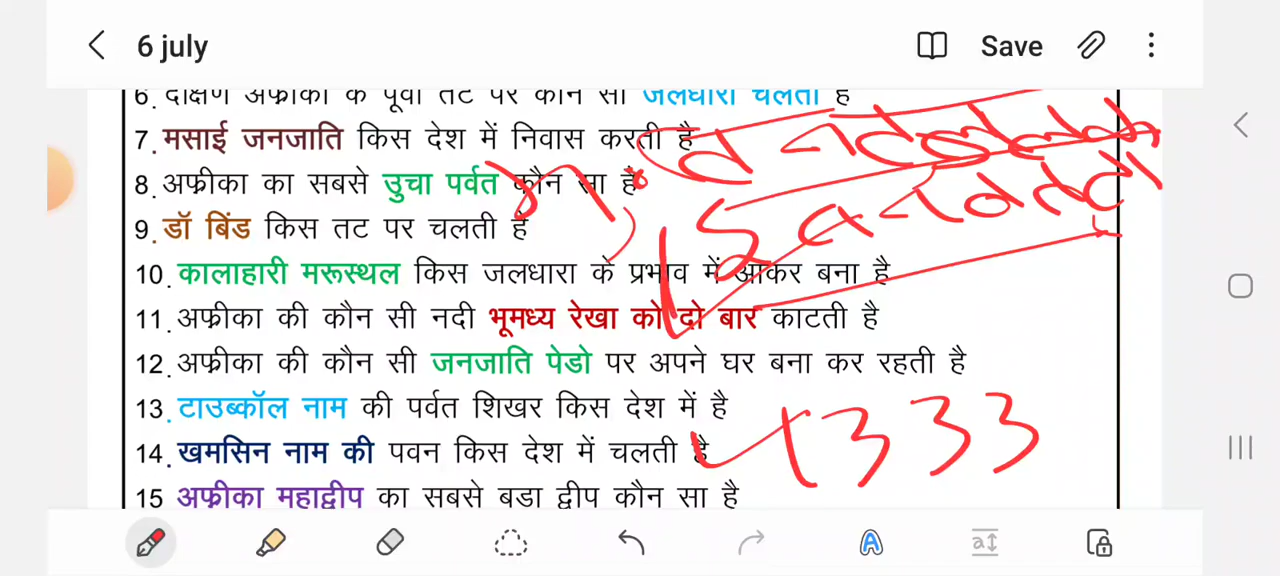 6 july
Save
6. दक्षिण अफ्रीका के पूर्वी तट पर कौन सी जलधारा चलती है
7. मसाई जनजाति किस देश में निवास करती है
8. अफ्रीका का सबसे उुचा पर्वत कौन सा है
9. डॉ बिंड किस तट पर चलती है
10. कालाहारी मरूस्थल किस जलधारा के प्रभाव में आकर बना है
11. अफ्रीका की कौन सी नदी भूमध्य रेखा को दो बार काटती है
12. अफ्रीका की कौन सी जनजाति पेडो पर अपने घर बना कर रहती है
13. टाउब्कॉल नाम की पर्वत शिखर किस देश में है
333
14. खमसिन नाम की पवन किस देश में चलती है
15 अफ्रीका महाद्वीप का सबसे बडा द्वीप कौन सा है